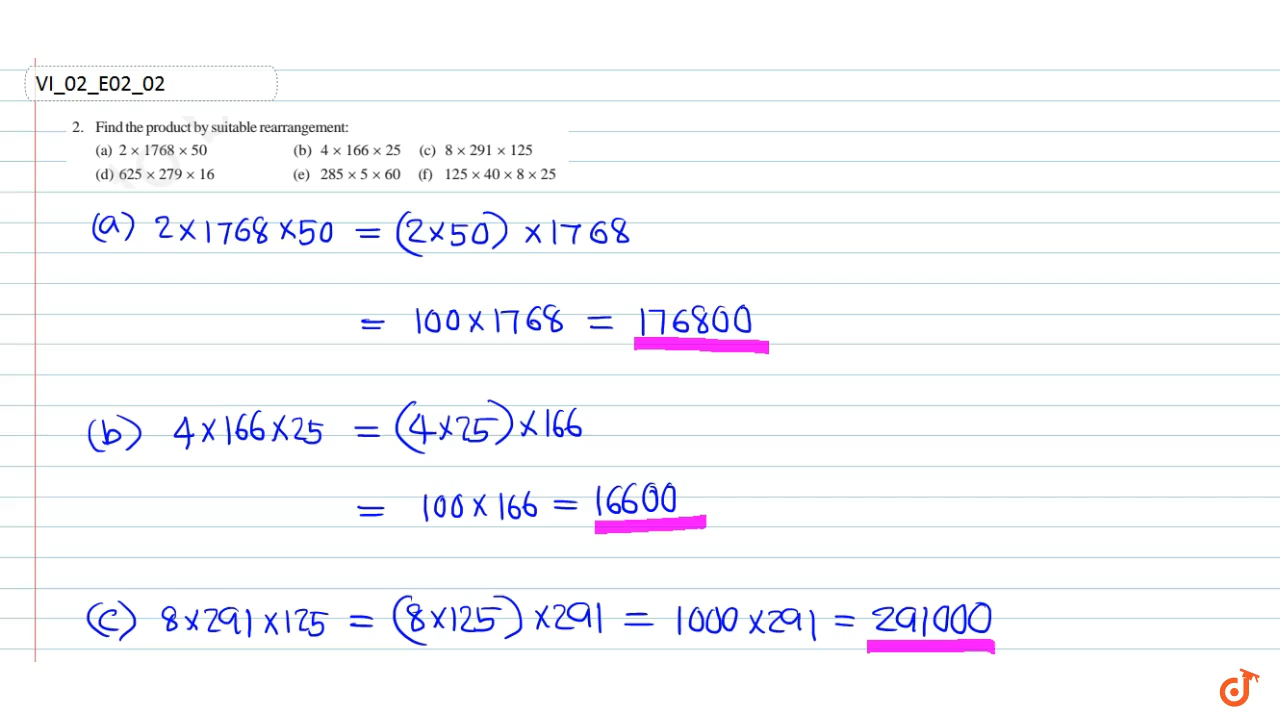 VI_02_E02_02
2. Find the product by suitable rearrangement:
(a) 2 × 1768 × 50 (b) 4 × 166 × 25 (c) 8 × 291 × 125
(d) 625 × 279 × 16 (e) 285 × 5 × 60 (f) 125 × 40 × 8 × 25
(a) 2 × 1768 × 50 = (2 × 50) × 1768
= 100 × 1768 = 176800
(b) 4 × 166 × 25 = (4 × 25) × 166
= 100 × 166 = 16600
(c) 8 × 291 × 125 = (8 × 125) × 291 = 1000 × 291 = 291000